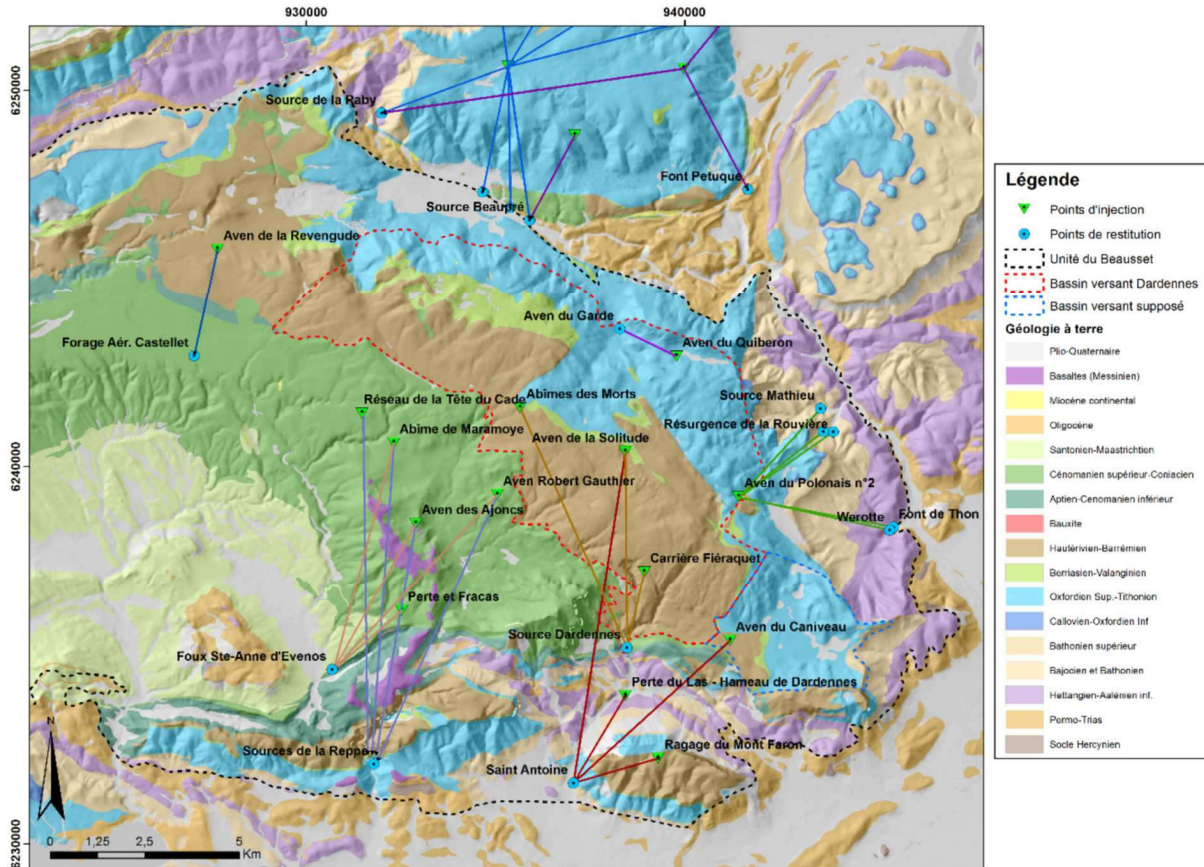 930000
940000
6250000
6240000
6230000
Source de la Raby
Font Petuque
Source Beaupré
Aven de la Revengude
Aven du Garde
Forage Aér. Castellet
Aven du Quiberon
Réseau de la Tête du Cade
Abîmes des Morts
Source Mathieu
Abime de Maramoye
Aven de la Solitude
Résurgence de la Rouvière
Aven Robert Gauthier
Aven du Polonais n°2
Aven des Ajoncs
Werotte
Font de Thon
Carrière Fiéraquet
Perte et Fracas
Source Dardennes
Aven du Caniveau
Foux Ste-Anne d'Evenos
Perte du Las - Hameau de Dardennes
Sources de la Reppe
Ragage du Mont Faron
Saint Antoine
N
0 1,25 2,5 5
Km
Légende
Points d'injection
Points de restitution
Unité du Beausset
Bassin versant Dardennes
Bassin versant supposé
Géologie à terre
Plio-Quaternaire
Basaltes (Messinien)
Miocène continental
Oligocène
Santonien-Maastrichtien
Cénomanien supérieur-Coniacien
Aptien-Cenomanien inférieur
Bauxite
Hautérivien-Barrémien
Berriasien-Valanginien
Oxfordien Sup.-Tithonien
Callovien-Oxfordien Inf
Bathonien supérieur
Bajocien et Bathonien
Hettangien-Aalénien inf.
Permo-Trias
Socle Hercynien